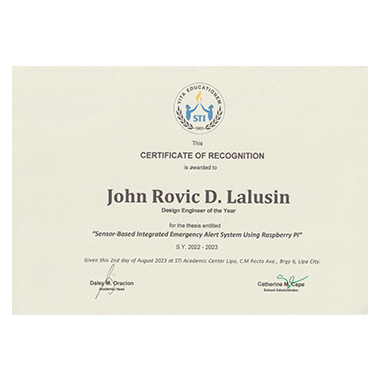 VITA EDUCATIONEM
STI
1983
This
CERTIFICATE OF RECOGNITION
is awarded to
John Rovic D. Lalusin
Design Engineer of the Year
for the thesis entitled
"Sensor-Based Integrated Emergency Alert System Using Raspberry Pi"
S.Y. 2022 - 2023
Given this 2nd day of August 2023 at STI Academic Center Lipa, C.M Recto Ave., Brgy 6, Lipa City.
Daisy M. Oracion
Academic Head
Catherine M. Cape
School Administrator